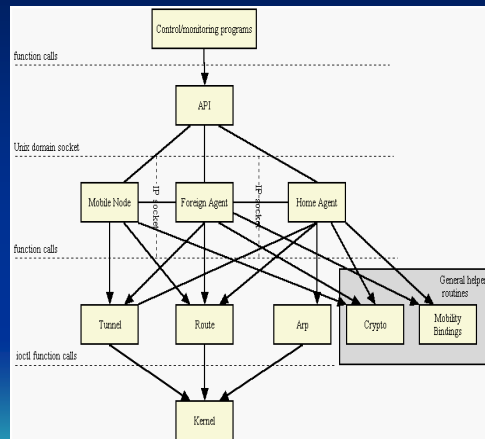 Control/monitoring programs
function calls
API
Unix domain socket
IP socket
IP socket
Mobile Node
Foreign Agent
Home Agent
function calls
General helper
routines
Tunnel
Route
Arp
Crypto
Mobility
Bindings
ioctl function calls
Kernel